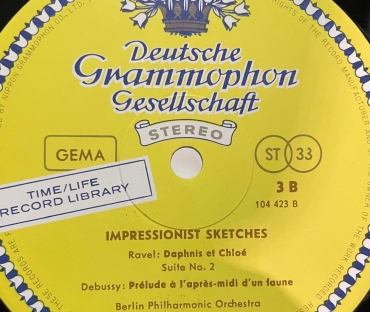 Deutsche
Grammophon
Gesellschaft
STEREO
GEMA
ST 33
TIME/LIFE
RECORD LIBRARY
3 B
104 423 B
IMPRESSIONIST SKETCHES
Ravel: Daphnis et Chloé
Suite No. 2
Debussy: Prélude à l'après-midi d'un faune
Berlin Philharmonic Orchestra